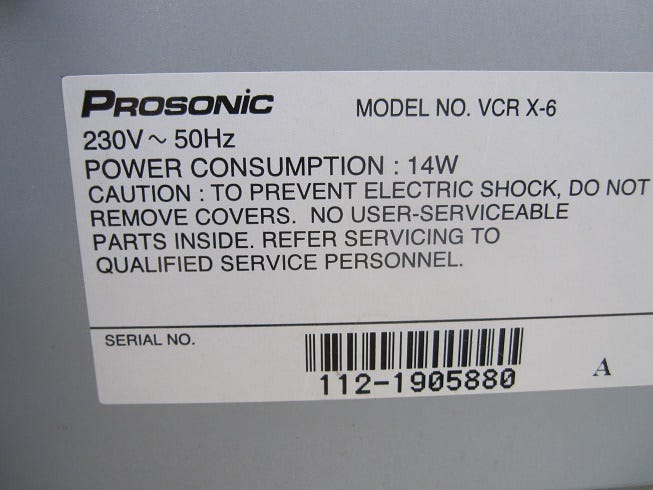 PROSONIC MODEL NO. VCR X-6
230V ~ 50Hz
POWER CONSUMPTION : 14W
CAUTION : TO PREVENT ELECTRIC SHOCK, DO NOT
REMOVE COVERS. NO USER-SERVICEABLE
PARTS INSIDE. REFER SERVICING TO
QUALIFIED SERVICE PERSONNEL.
SERIAL NO.
112-1905880 A